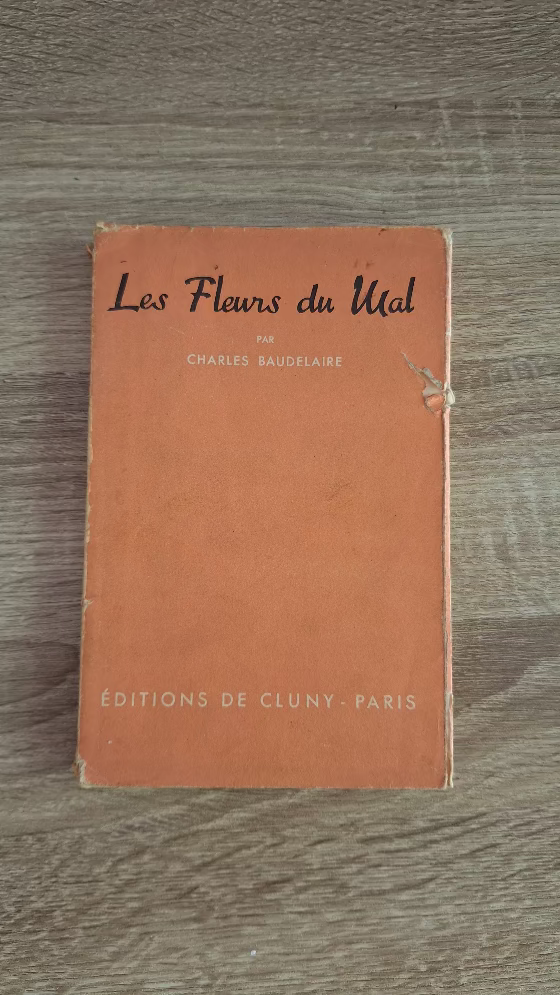 Les Fleurs du Mal
PAR
CHARLES BAUDELAIRE
ÉDITIONS DE CLUNY - PARIS